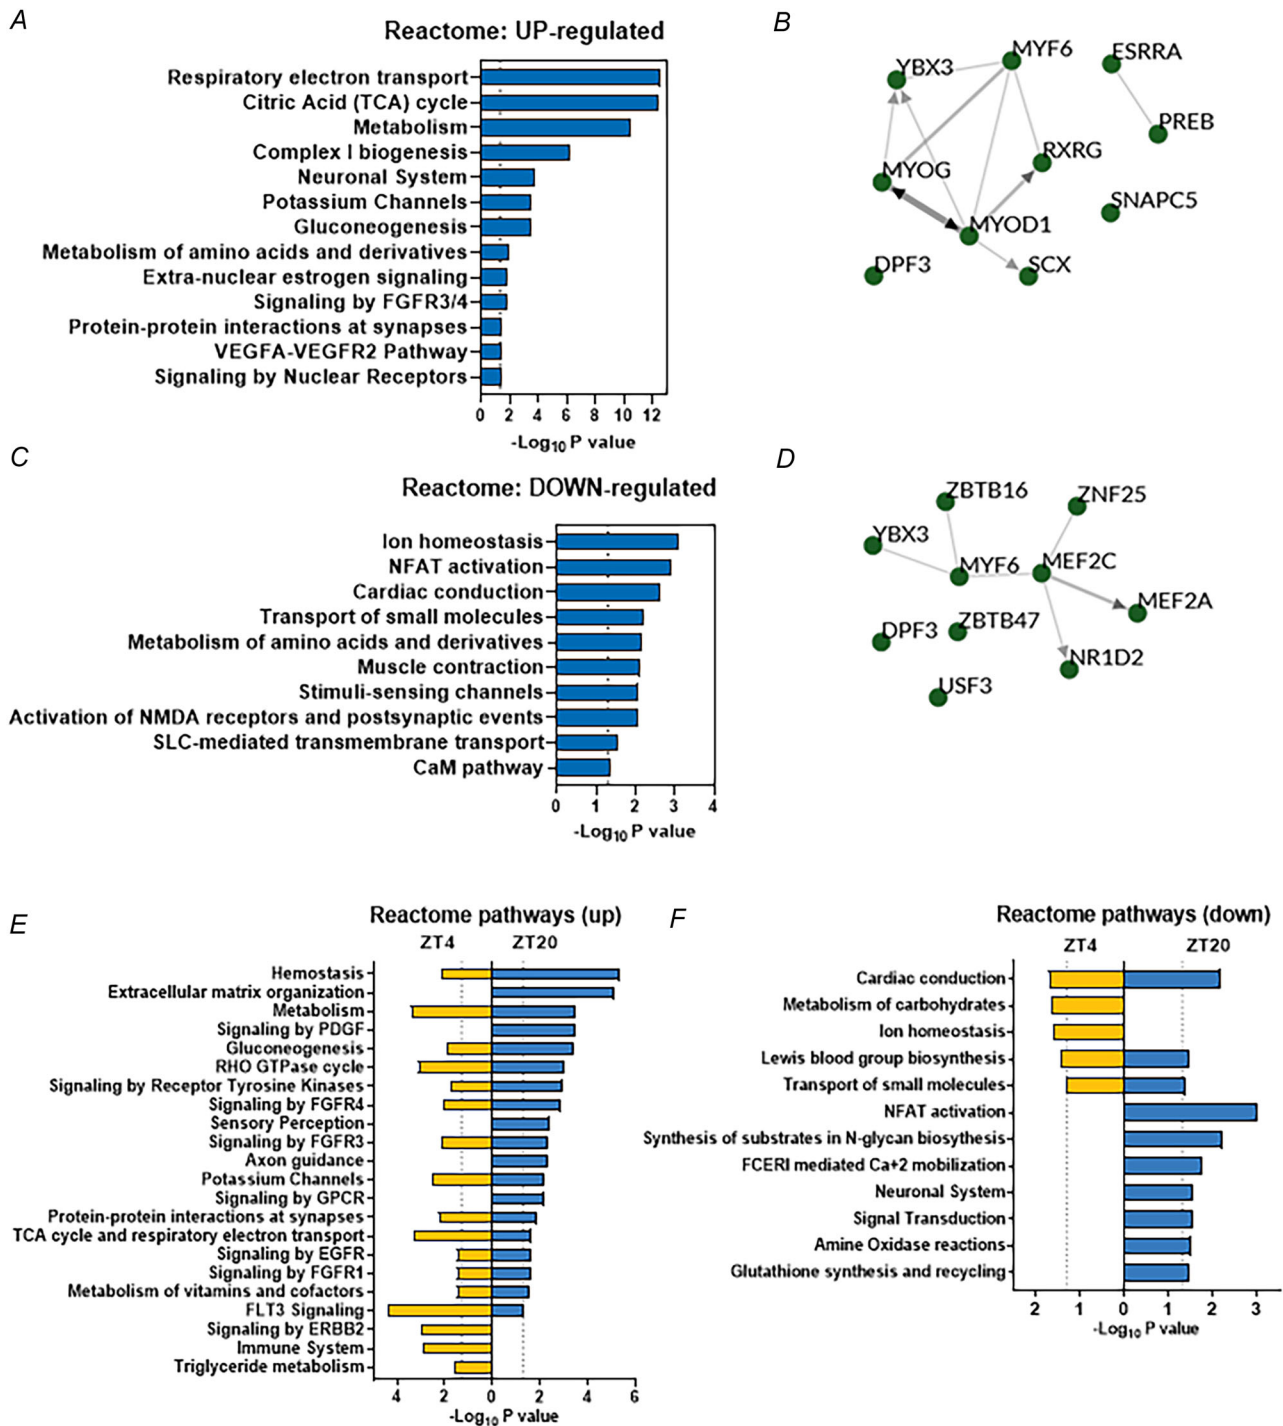 A
Reactome: UP-regulated
Respiratory electron transport
Citric Acid (TCA) cycle
Metabolism
Complex I biogenesis
Neuronal System
Potassium Channels
Gluconeogenesis
Metabolism of amino acids and derivatives
Extra-nuclear estrogen signaling
Signaling by FGFR3/4
Protein-protein interactions at synapses
VEGFA-VEGFR2 Pathway
Signaling by Nuclear Receptors
0 2 4 6 8 10 12
-Log10 P value
B
MYF6
ESRRA
YBX3
PREB
RXRG
MYOG
SNAPC5
MYOD1
DPF3
SCX
C
Reactome: DOWN-regulated
Ion homeostasis
NFAT activation
Cardiac conduction
Transport of small molecules
Metabolism of amino acids and derivatives
Muscle contraction
Stimuli-sensing channels
Activation of NMDA receptors and postsynaptic events
SLC-mediated transmembrane transport
CaM pathway
0 1 2 3 4
-Log10 P value
D
ZBTB16
ZNF25
YBX3
MYF6
MEF2C
MEF2A
ZBTB47
DPF3
NR1D2
USF3
E
Reactome pathways (up)
ZT4 ZT20
Hemostasis
Extracellular matrix organization
Metabolism
Signaling by PDGF
Gluconeogenesis
RHO GTPase cycle
Signaling by Receptor Tyrosine Kinases
Signaling by FGFR4
Sensory Perception
Signaling by FGFR3
Axon guidance
Potassium Channels
Signaling by GPCR
Protein-protein interactions at synapses
TCA cycle and respiratory electron transport
Signaling by EGFR
Signaling by FGFR1
Metabolism of vitamins and cofactors
FLT3 Signaling
Signaling by ERBB2
Immune System
Triglyceride metabolism
4 2 0 2 4 6
-Log10 P value
F
Reactome pathways (down)
ZT4 ZT20
Cardiac conduction
Metabolism of carbohydrates
Ion homeostasis
Lewis blood group biosynthesis
Transport of small molecules
NFAT activation
Synthesis of substrates in N-glycan biosythesis
FCERI mediated Ca+2 mobilization
Neuronal System
Signal Transduction
Amine Oxidase reactions
Glutathione synthesis and recycling
2 1 0 1 2 3
-Log10 P value